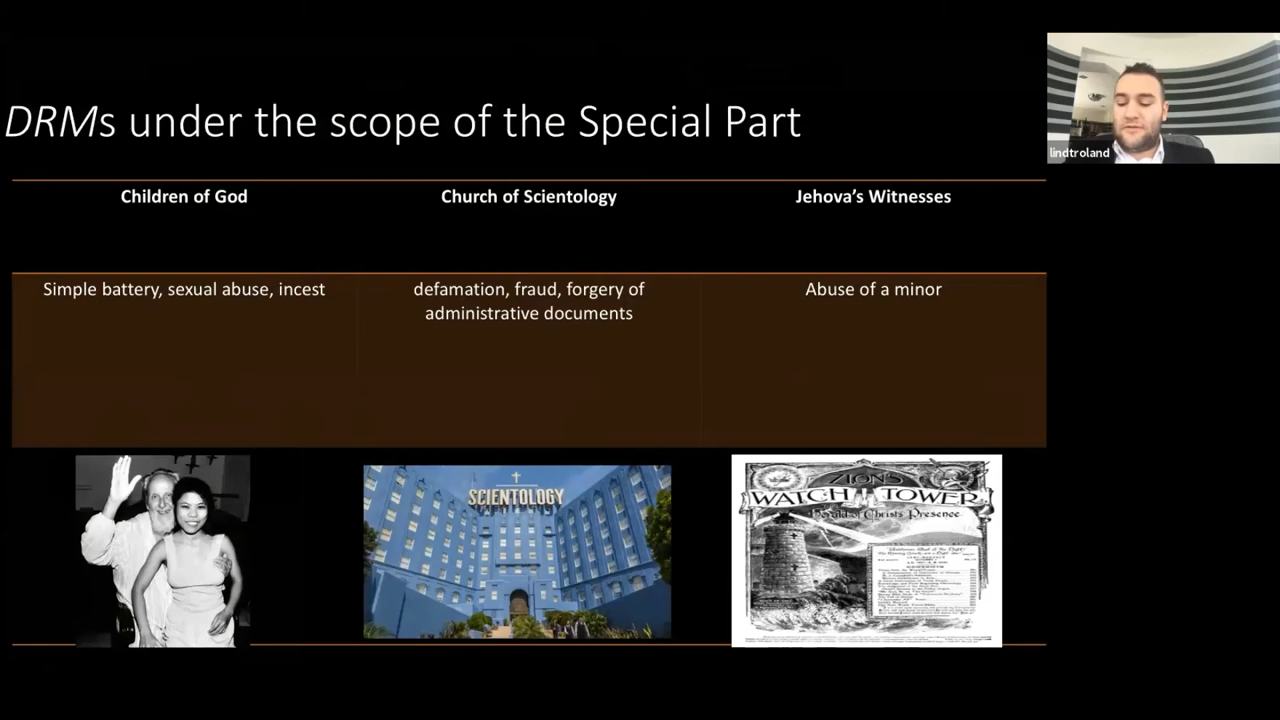 DRMs under the scope of the Special Part
lindtroland
Children of God
Church of Scientology
Jehova's Witnesses
Simple battery, sexual abuse, incest
defamation, fraud, forgery of
administrative documents
Abuse of a minor
SCIENTOLOGY
ZION'S
WATCH TOWER
Herald of Christ's Presence